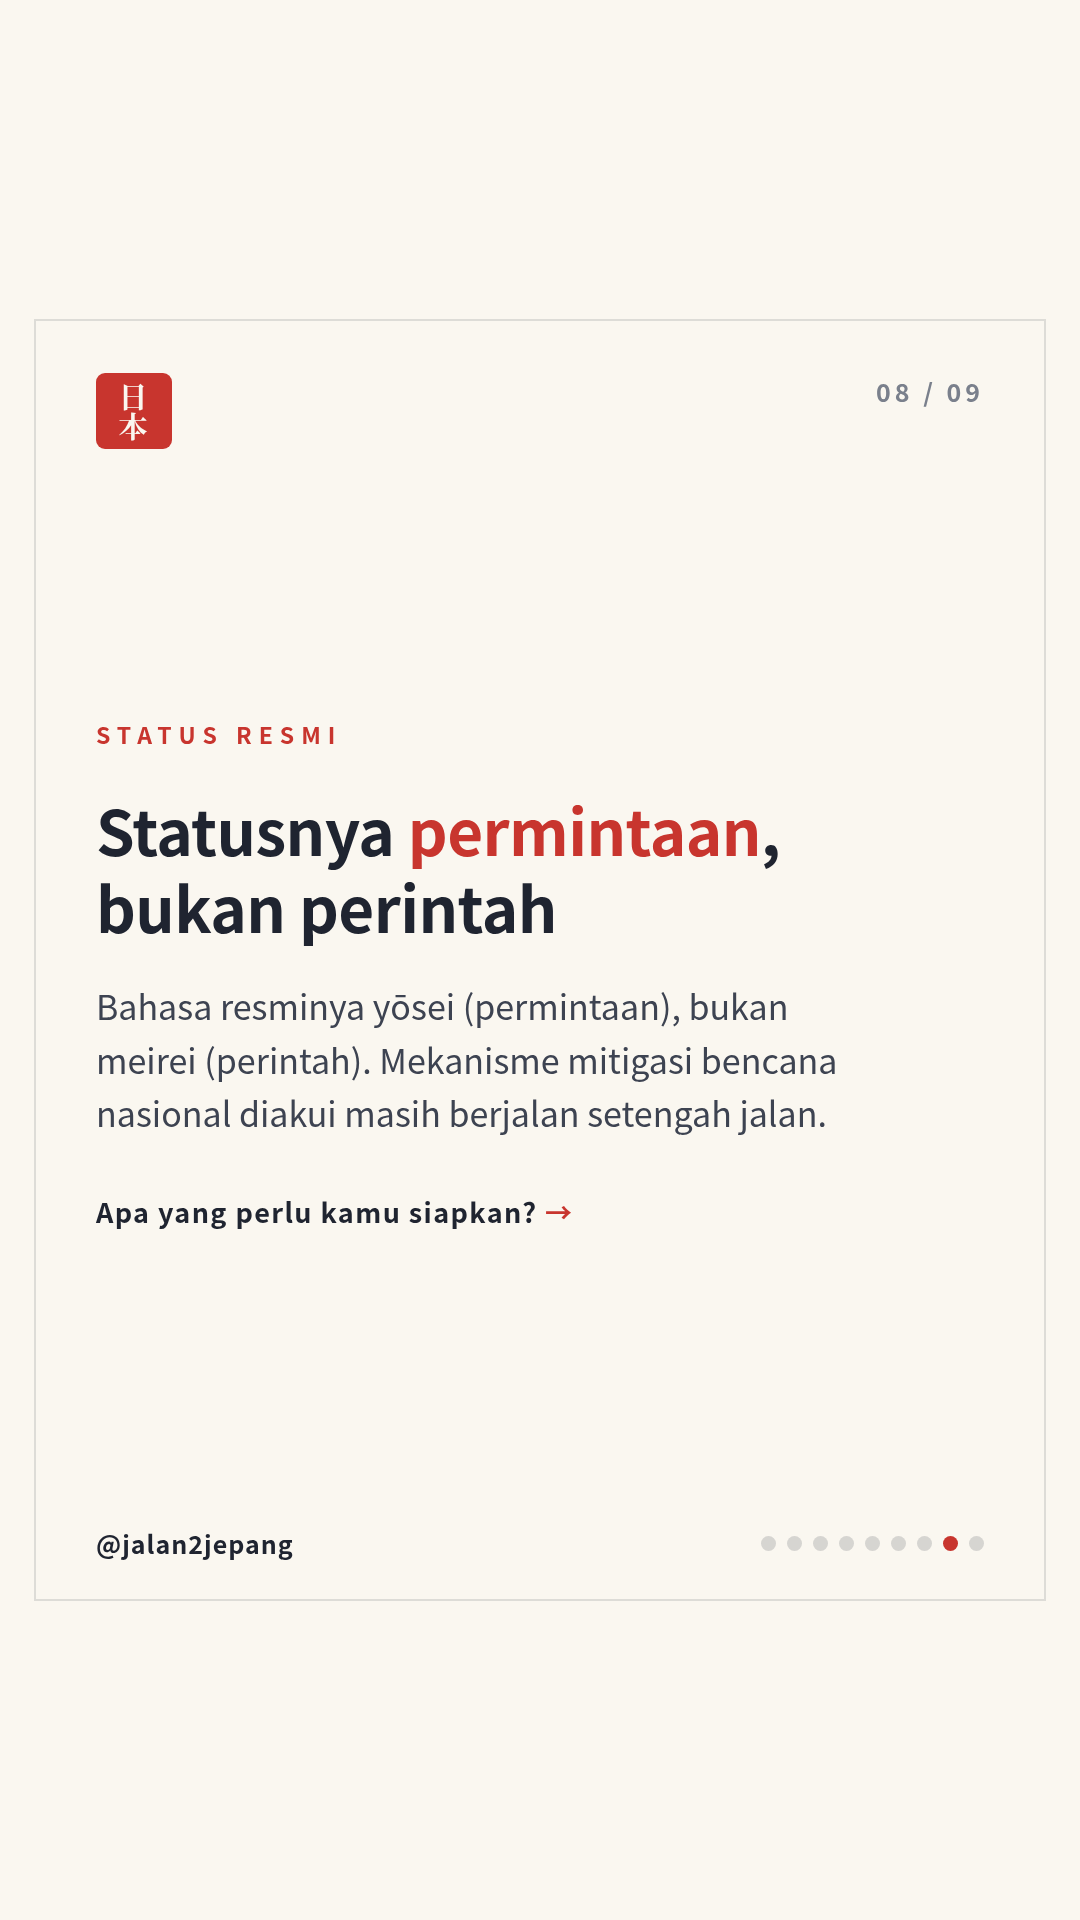 日
本
08 / 09
STATUS RESMI
Statusnya permintaan,
bukan perintah
Bahasa resminya yōsei (permintaan), bukan
meirei (perintah). Mekanisme mitigasi bencana
nasional diakui masih berjalan setengah jalan.
Apa yang perlu kamu siapkan? →
@jalan2jepang